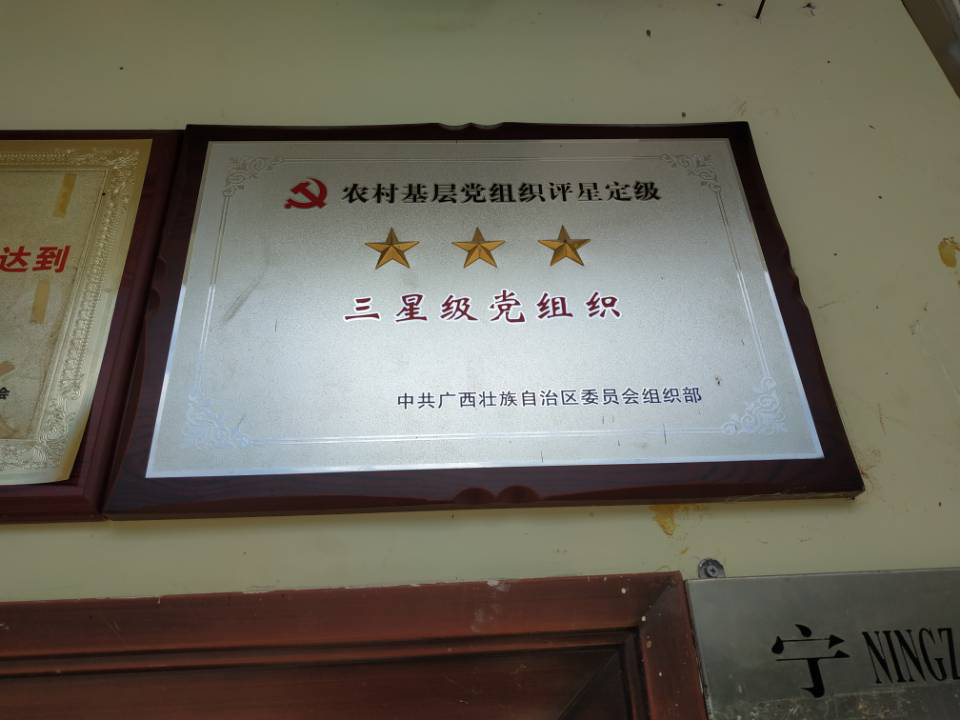 农村基层党组织评星定级
三星级党组织
中共广西壮族自治区委员会组织部
达到
会
宁 NINGZ